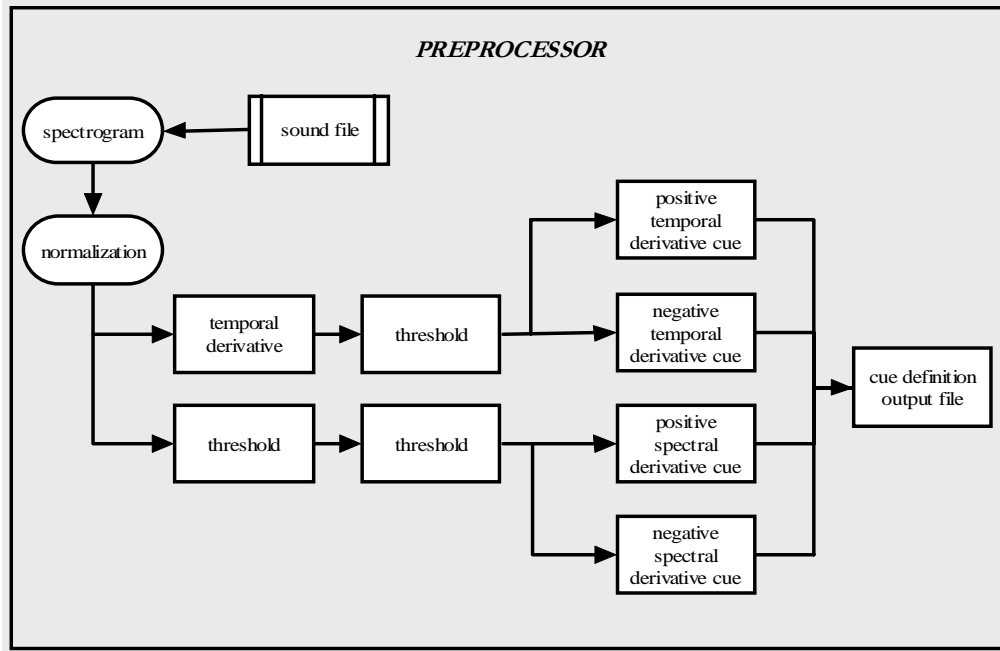 PREPROCESSOR
spectrogram
sound file
normalization
positive
temporal
derivative cue
temporal
derivative
threshold
negative
temporal
derivative cue
cue definition
output file
threshold
threshold
positive
spectral
derivative cue
negative
spectral
derivative cue